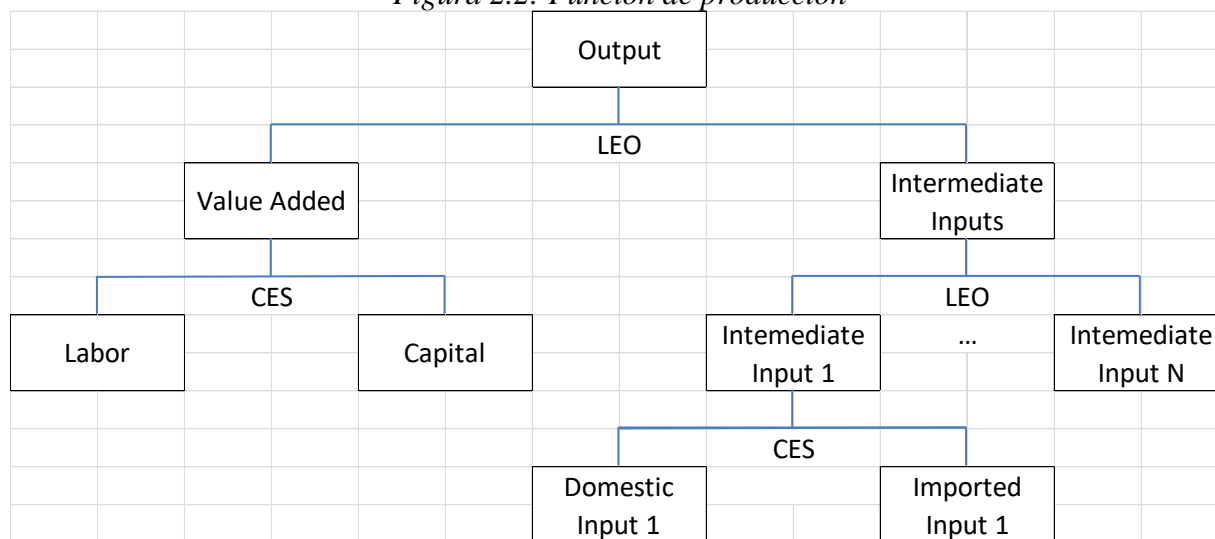 Figura 2.2. Función de producción
Output
LEO
Value Added
Intermediate
Inputs
CES
LEO
Labor
Capital
Intemediate
Input 1
...
Intemediate
Input N
CES
Domestic
Input 1
Imported
Input 1